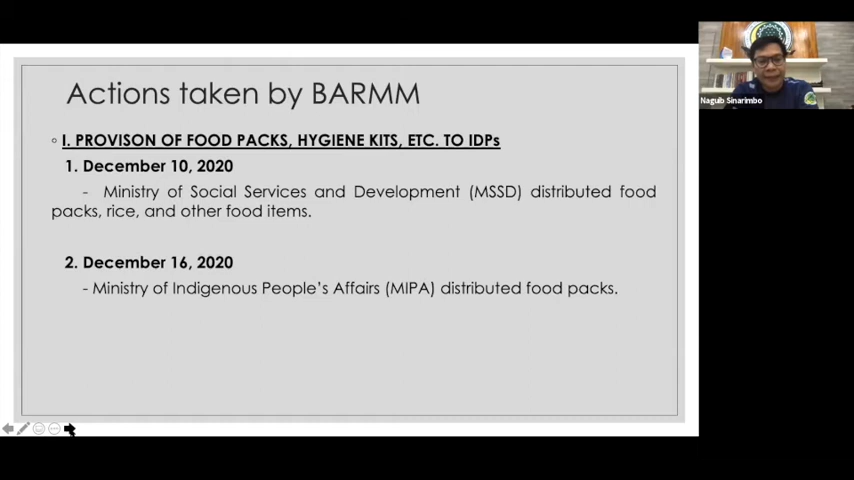 Actions taken by BARMM
I. PROVISON OF FOOD PACKS, HYGIENE KITS, ETC. TO IDPs
1. December 10, 2020
- Ministry of Social Services and Development (MSSD) distributed food
packs, rice, and other food items.
2. December 16, 2020
- Ministry of Indigenous People’s Affairs (MIPA) distributed food packs.
Naguib Sinarimbo